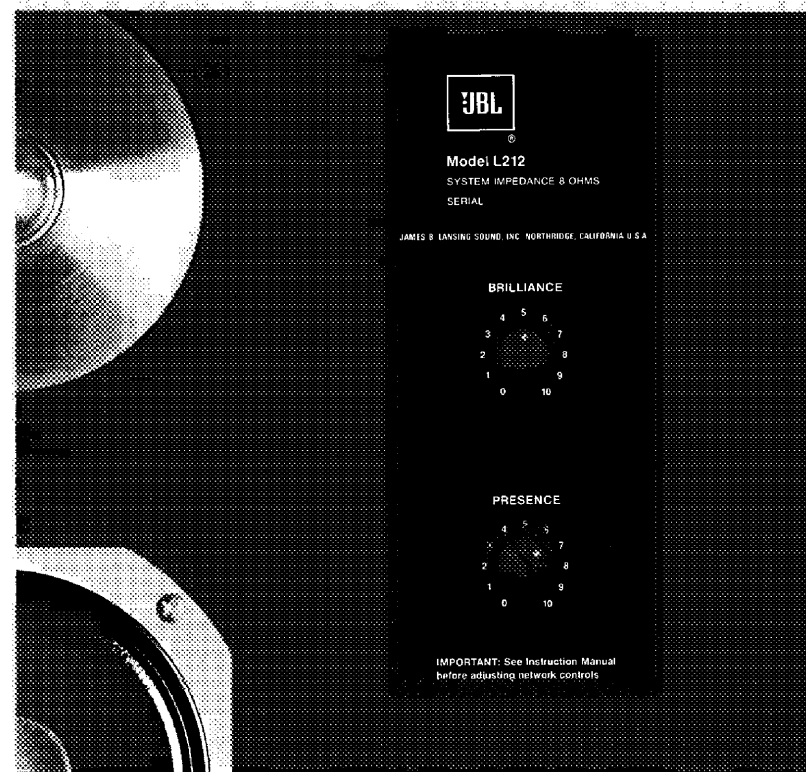 JBL
®
Model L212
SYSTEM IMPEDANCE 8 OHMS
SERIAL
JAMES B. LANSING SOUND, INC. NORTHRIDGE, CALIFORNIA U.S.A.
BRILLIANCE
0 1 2 3 4 5 6 7 8 9 10
PRESENCE
0 1 2 3 4 5 6 7 8 9 10
IMPORTANT: See Instruction Manual
before adjusting network controls